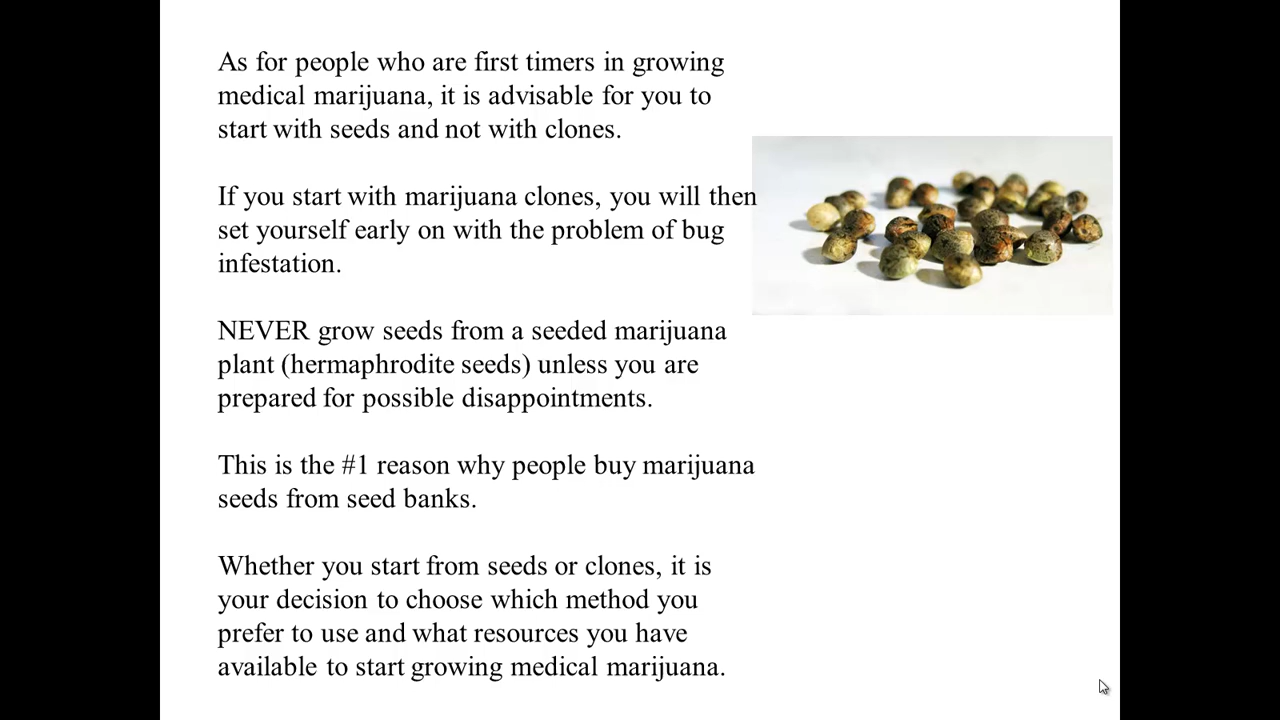 As for people who are first timers in growing
medical marijuana, it is advisable for you to
start with seeds and not with clones.
If you start with marijuana clones, you will then
set yourself early on with the problem of bug
infestation.
NEVER grow seeds from a seeded marijuana
plant (hermaphrodite seeds) unless you are
prepared for possible disappointments.
This is the #1 reason why people buy marijuana
seeds from seed banks.
Whether you start from seeds or clones, it is
your decision to choose which method you
prefer to use and what resources you have
available to start growing medical marijuana.